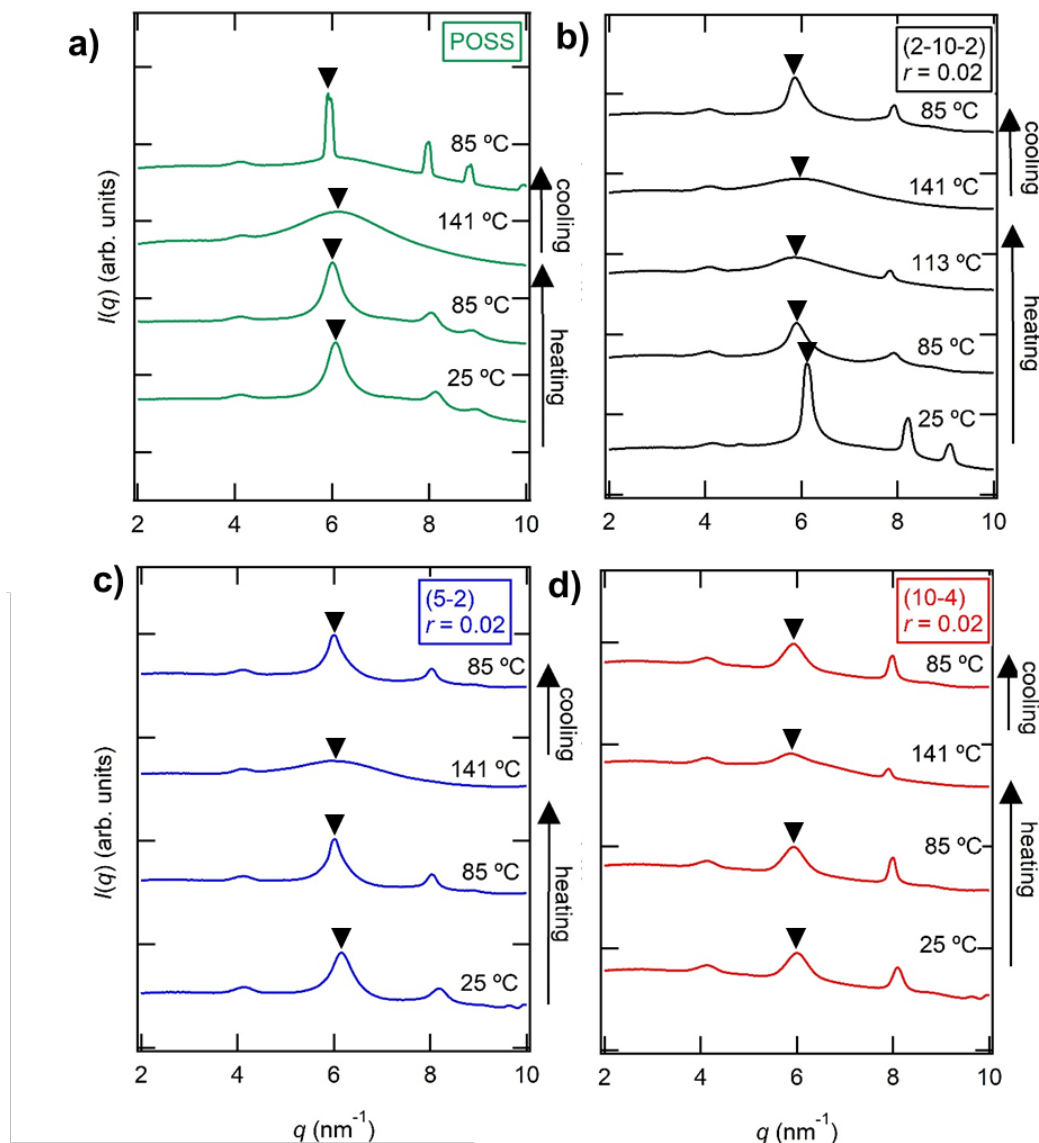 a)
POSS
85 ºC
141 ºC
85 ºC
25 ºC
cooling
heating
I(q) (arb. units)
2 4 6 8 10
b)
(2-10-2)
r = 0.02
85 ºC
141 ºC
113 ºC
85 ºC
25 ºC
cooling
heating
2 4 6 8 10
c)
(5-2)
r = 0.02
85 ºC
141 ºC
85 ºC
25 ºC
cooling
heating
I(q) (arb. units)
2 4 6 8 10
q (nm⁻¹)
d)
(10-4)
r = 0.02
85 ºC
141 ºC
85 ºC
25 ºC
cooling
heating
2 4 6 8 10
q (nm⁻¹)